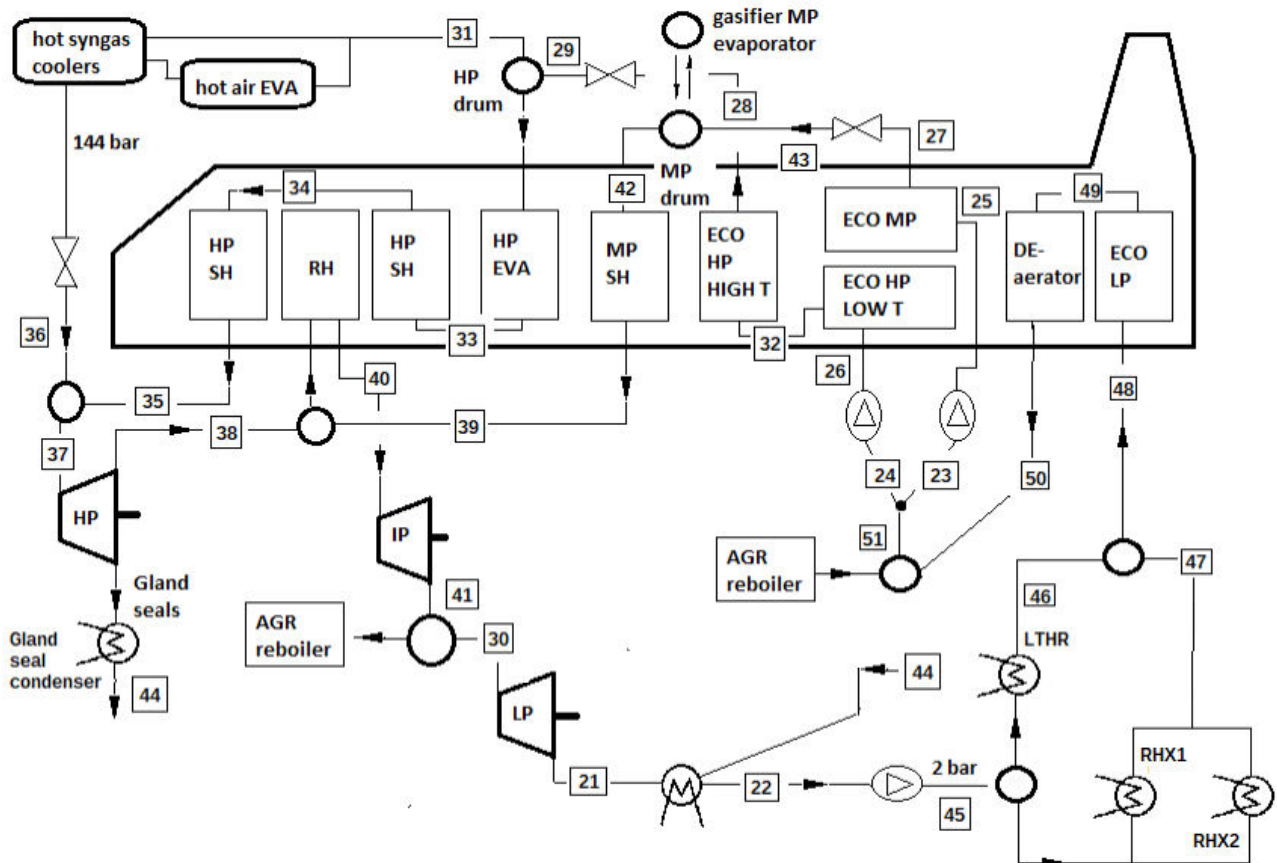 hot syngas
coolers
hot air EVA
31
HP
drum
29
gasifier MP
evaporator
28
144 bar
27
43
MP
drum
34
42
25
49
HP
SH
RH
HP
SH
HP
EVA
MP
SH
ECO
HP
HIGH T
ECO MP
ECO HP
LOW T
DE-
aerator
ECO
LP
36
33
32
40
26
48
35
38
39
37
24
23
50
HP
IP
51
AGR
reboiler
47
Gland
seals
41
46
Gland
seal
condenser
AGR
reboiler
30
LTHR
44
44
LP
21
22
2 bar
45
RHX1
RHX2